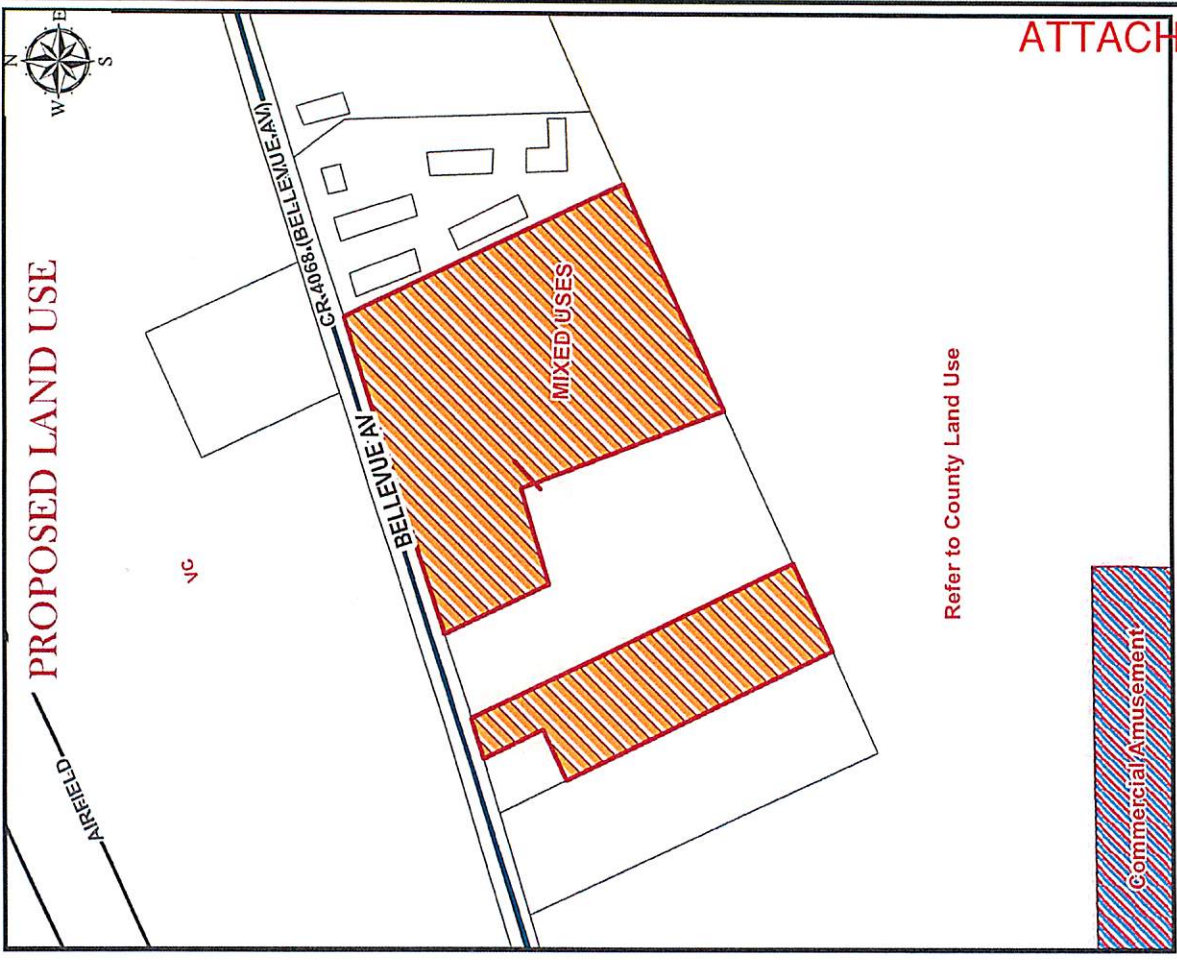 ATTACH
N
E
S
W
PROPOSED LAND USE
AIRFIELD
VC
CR 4068 (BELLEVUE AV)
BELLEVUE AV
MIXED USES
Refer to County Land Use
Commercial Amusement